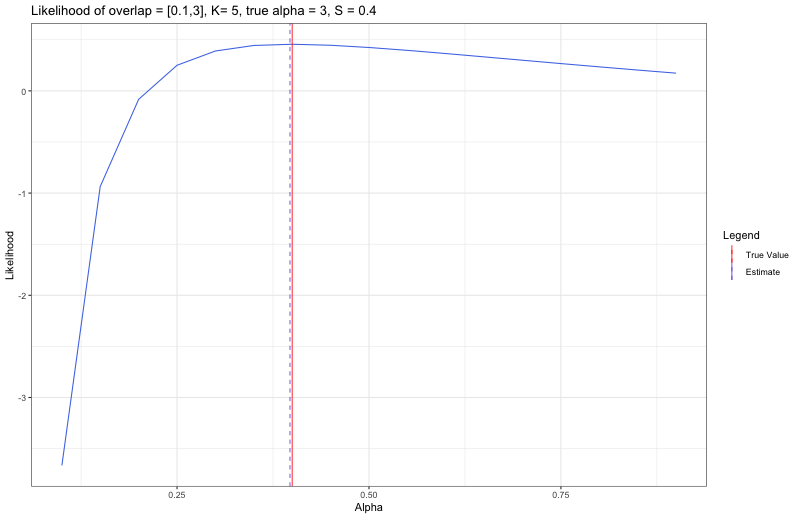 Likelihood of overlap = [0.1,3], K= 5, true alpha = 3, S = 0.4
Likelihood
0
-1
-2
-3
0.25
0.50
0.75
Alpha
Legend
True Value
Estimate